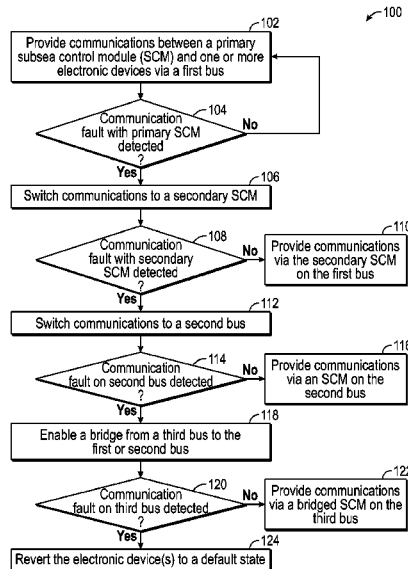 100
102
Provide communications between a primary
subsea control module (SCM) and one or more
electronic devices via a first bus
104
Communication
fault with primary SCM
detected
?
No
Yes
106
Switch communications to a secondary SCM
108
Communication
fault with secondary
SCM detected
?
No
110
Provide communications
via the secondary SCM
on the first bus
Yes
112
Switch communications to a second bus
114
Communication
fault on second bus detected
?
No
116
Provide communications
via an SCM on the
second bus
Yes
118
Enable a bridge from a third bus to the
first or second bus
120
Communication
fault on third bus detected
?
No
122
Provide communications
via a bridged SCM on
the third bus
Yes
124
Revert the electronic device(s) to a default
state